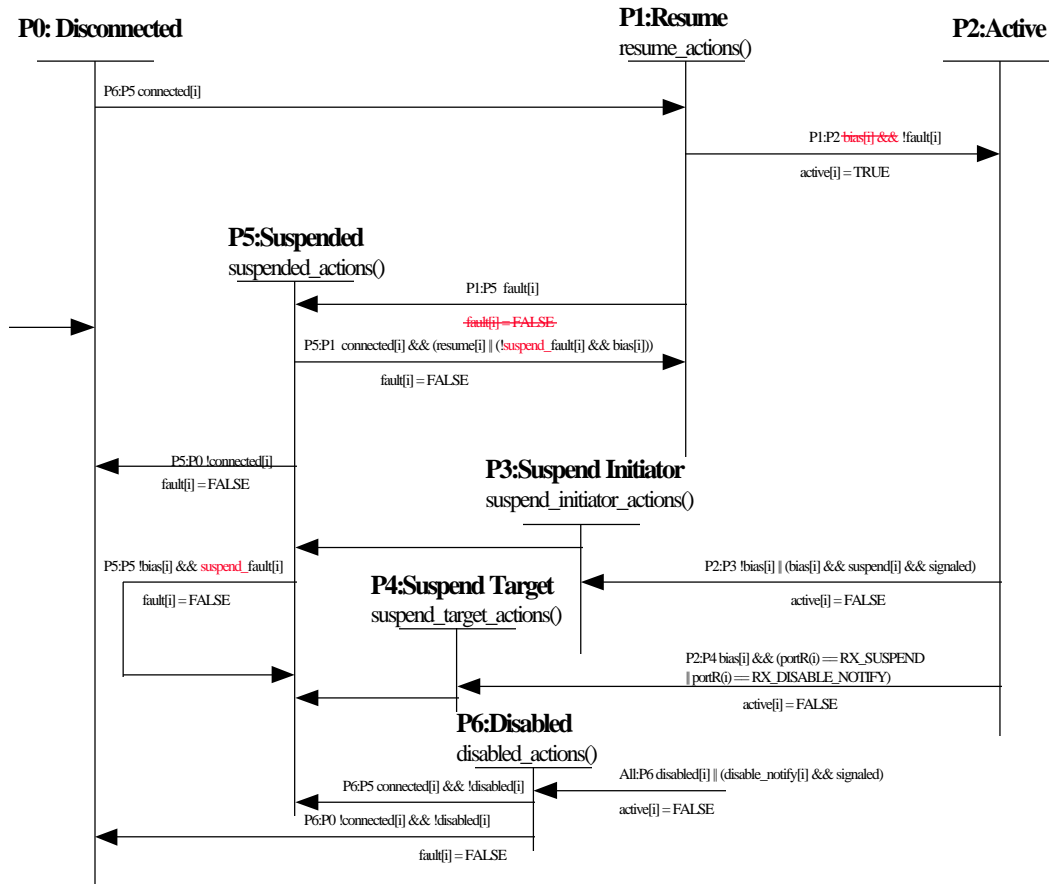 P0: Disconnected
P1:Resume
resume_actions()
P2:Active
P6:P5 connected[i]
P1:P2 bias[i] && !fault[i]
active[i] = TRUE
P5:Suspended
suspended_actions()
P1:P5 fault[i]
fault[i] = FALSE
P5:P1 connected[i] && (resume[i] || (!suspend_fault[i] && bias[i]))
fault[i] = FALSE
P5:P0 !connected[i]
fault[i] = FALSE
P3:Suspend Initiator
suspend_initiator_actions()
P5:P5 !bias[i] && suspend_fault[i]
fault[i] = FALSE
P2:P3 !bias[i] || (bias[i] && suspend[i] && signaled)
active[i] = FALSE
P4:Suspend Target
suspend_target_actions()
P2:P4 bias[i] && (portR(i) == RX_SUSPEND
|| portR(i) == RX_DISABLE_NOTIFY)
active[i] = FALSE
P6:Disabled
disabled_actions()
All:P6 disabled[i] || (disable_notify[i] && signaled)
active[i] = FALSE
P6:P5 connected[i] && !disabled[i]
P6:P0 !connected[i] && !disabled[i]
fault[i] = FALSE